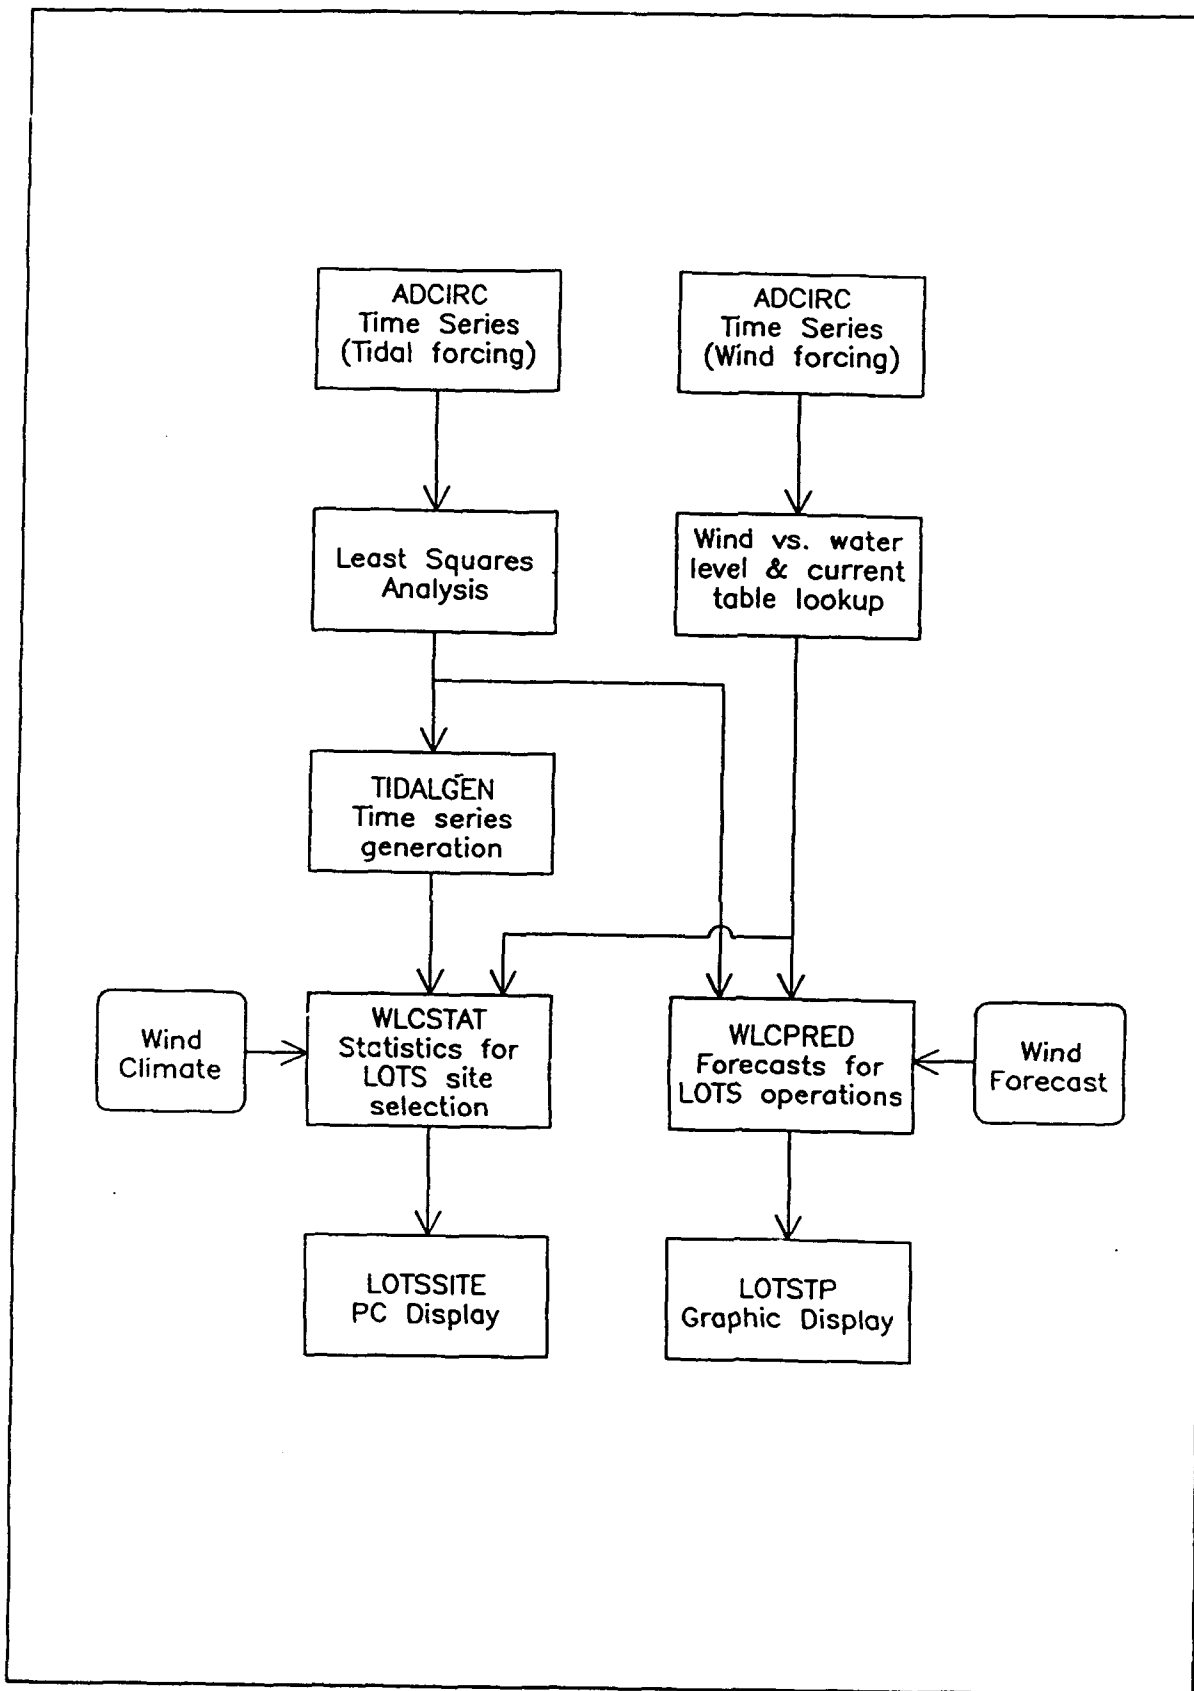 ADCIRC
Time Series
(Tidal forcing)
ADCIRC
Time Series
(Wind forcing)
Least Squares
Analysis
Wind vs. water
level & current
table lookup
TIDALGEN
Time series
generation
Wind
Climate
WLCSTAT
Statistics for
LOTS site
selection
WLCPRED
Forecasts for
LOTS operations
Wind
Forecast
LOTSSITE
PC Display
LOTSTP
Graphic Display